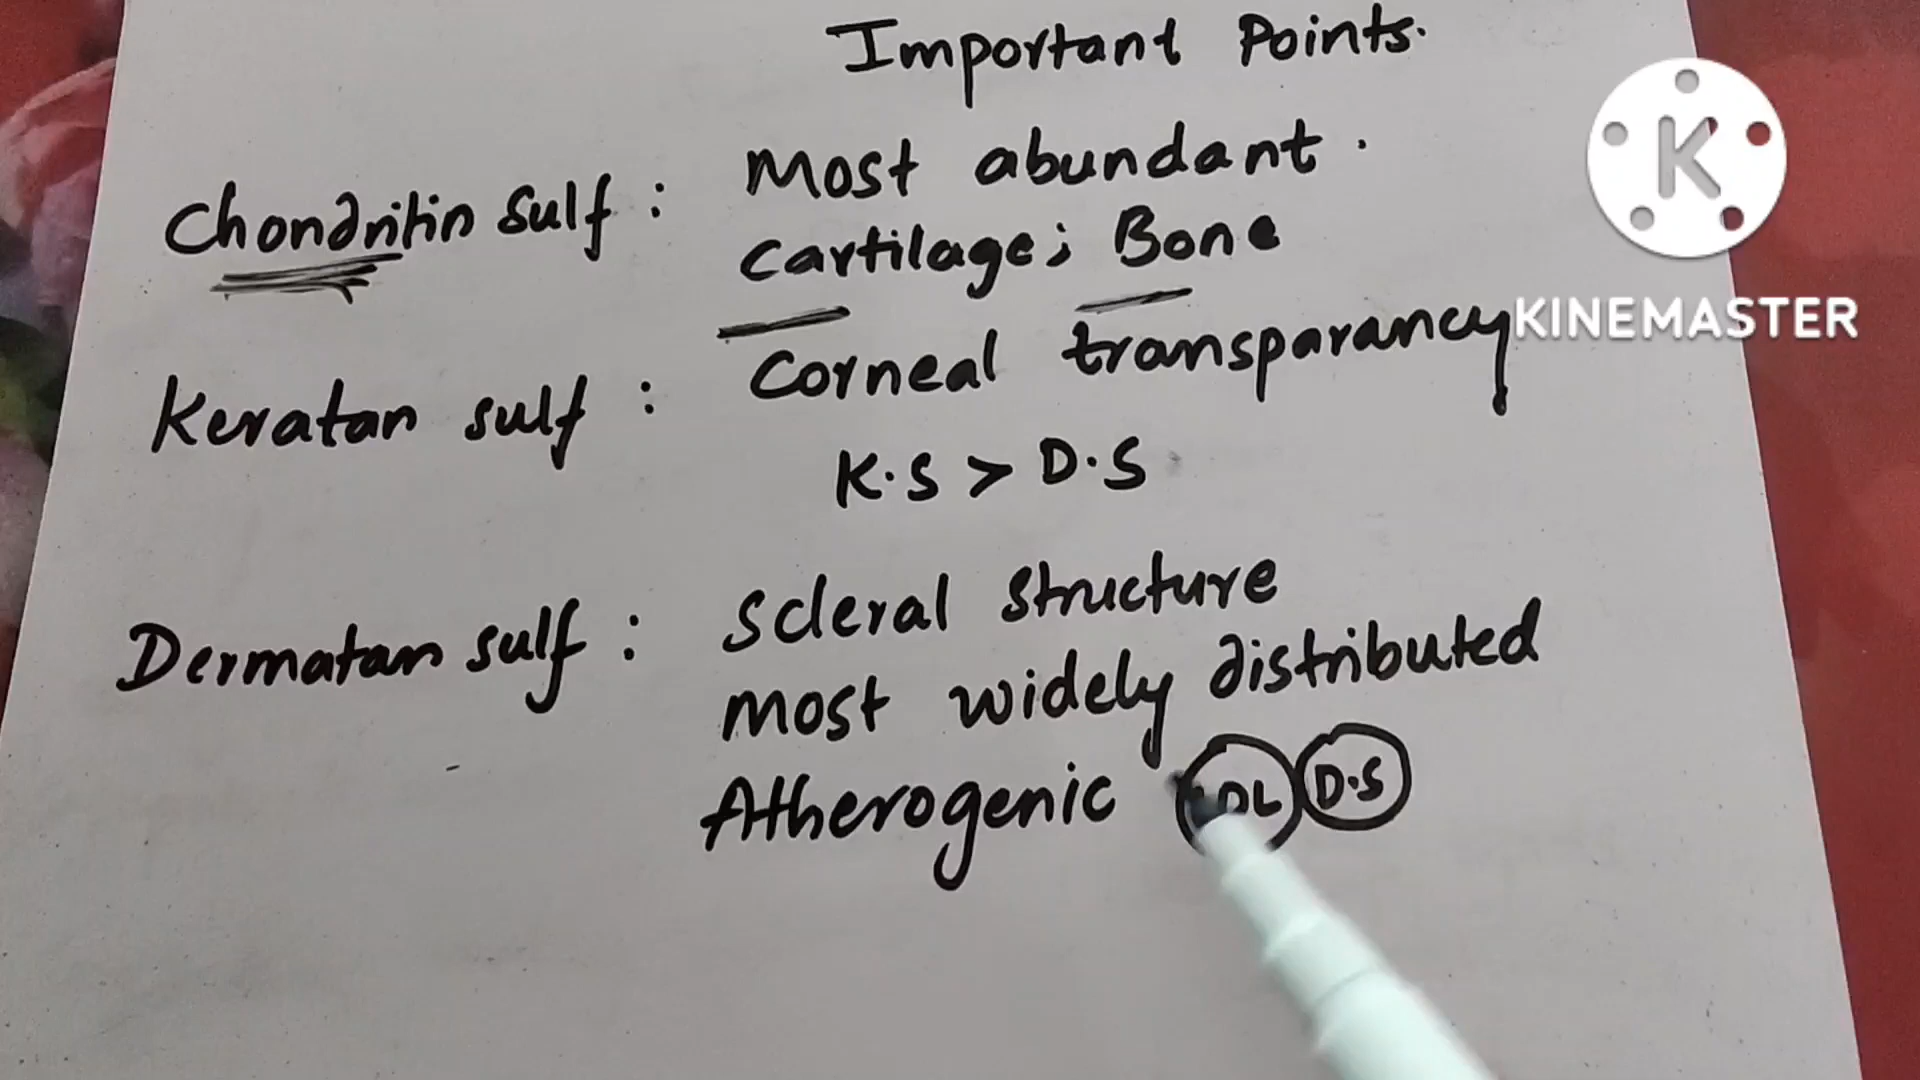 Important Points.
Chondritin Sulf : Most abundant.
Cartilage; Bone
Keratan sulf : Corneal transparancy
K.S > D.S
Dermatan sulf : Scleral structure
most widely distributed
Atherogenic D.S
K
KINEMASTER